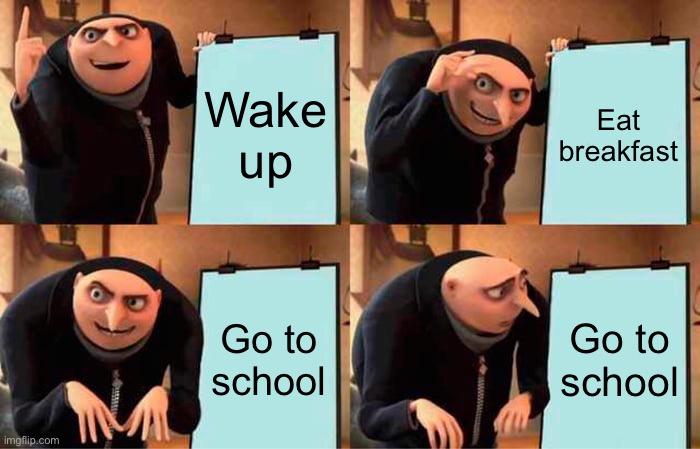 Wake
up
Eat
breakfast
Go to
school
Go to
school
imgflip.com